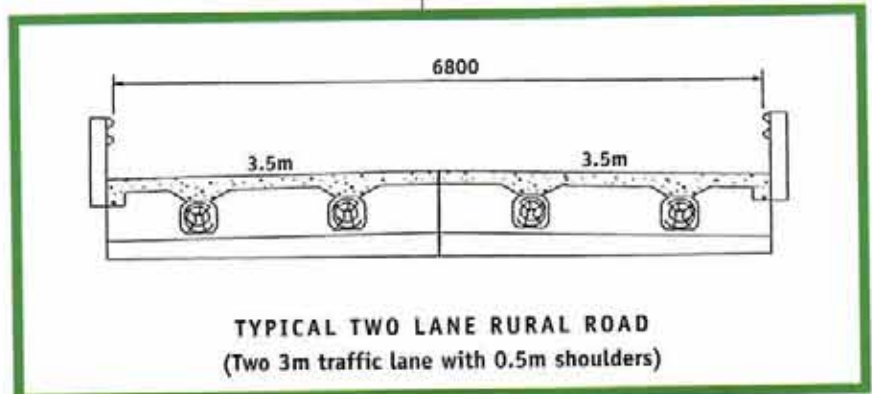 6800
3.5m 3.5m
TYPICAL TWO LANE RURAL ROAD
(Two 3m traffic lane with 0.5m shoulders)